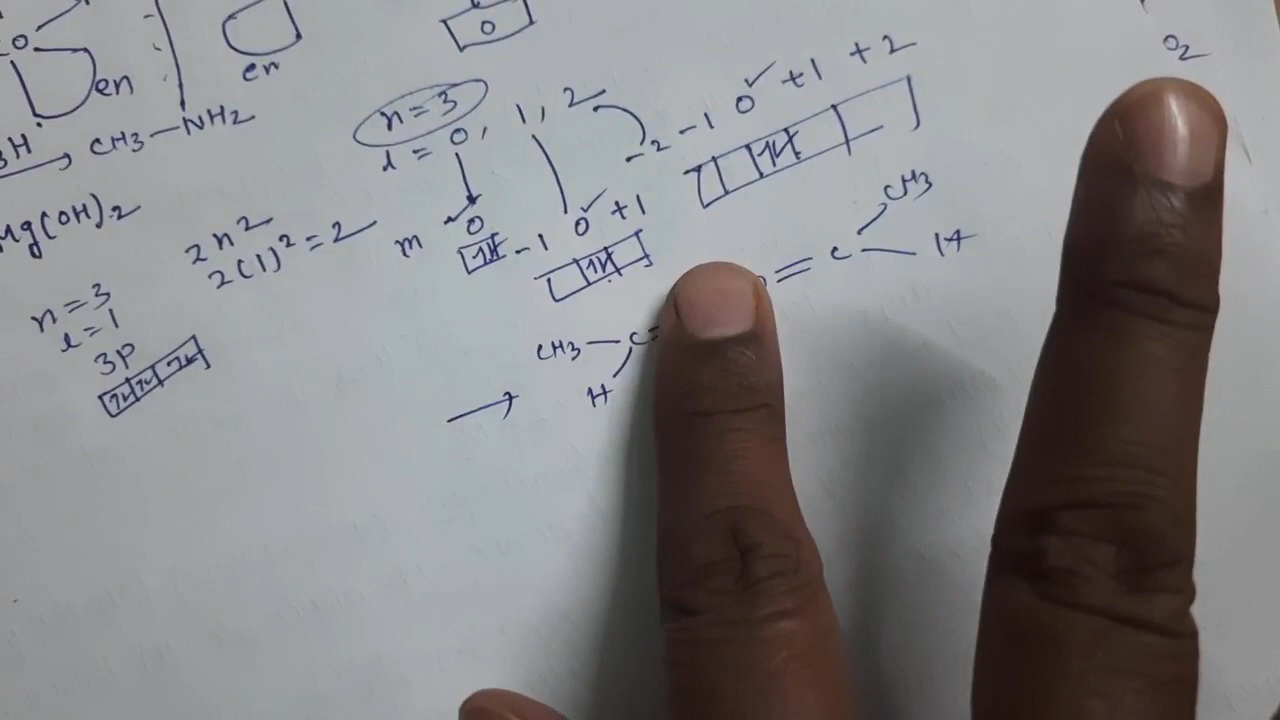 en
CH3-NH2
en
0
O2
Mg(OH)2
2n²
2(1)² = 2
n=3
l = 0, 1, 2
m 0
-1 0 +1
-2 -1 0 +1 +2
n=3
l=1
3P
CH3 - C =
H
= C - H
CH3